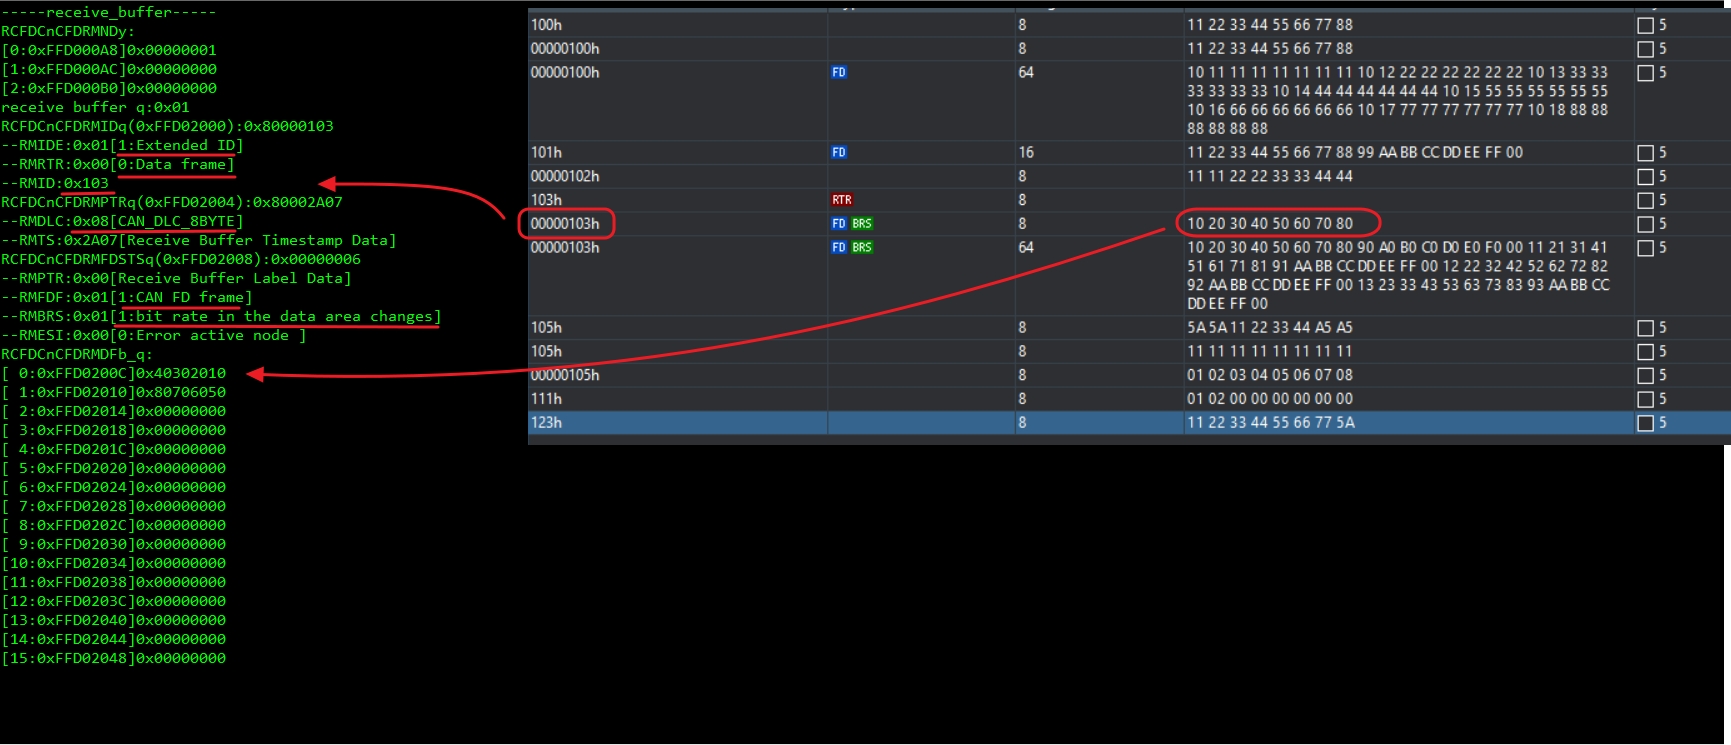 -----receive_buffer-----
RCFDCnCFDRMNDy:
[0:0xFFD000A8]0x00000001
[1:0xFFD000AC]0x00000000
[2:0xFFD000B0]0x00000000
receive buffer q:0x01
RCFDCnCFDRMIDq(0xFFD02000):0x80000103
--RMIDE:0x01[1:Extended ID]
--RMRTR:0x00[0:Data frame]
--RMID:0x103
RCFDCnCFDRMPTRq(0xFFD02004):0x80002A07
--RMDLC:0x08[CAN_DLC_8BYTE]
--RMTS:0x2A07[Receive Buffer Timestamp Data]
RCFDCnCFDRMFDSTSq(0xFFD02008):0x00000006
--RMPTR:0x00[Receive Buffer Label Data]
--RMFDF:0x01[1:CAN FD frame]
--RMBRS:0x01[1:bit rate in the data area changes]
--RMESI:0x00[0:Error active node ]
RCFDCnCFDRMDFb_q:
[ 0:0xFFD0200C]0x40302010
[ 1:0xFFD02010]0x80706050
[ 2:0xFFD02014]0x00000000
[ 3:0xFFD02018]0x00000000
[ 4:0xFFD0201C]0x00000000
[ 5:0xFFD02020]0x00000000
[ 6:0xFFD02024]0x00000000
[ 7:0xFFD02028]0x00000000
[ 8:0xFFD0202C]0x00000000
[ 9:0xFFD02030]0x00000000
[10:0xFFD02034]0x00000000
[11:0xFFD02038]0x00000000
[12:0xFFD0203C]0x00000000
[13:0xFFD02040]0x00000000
[14:0xFFD02044]0x00000000
[15:0xFFD02048]0x00000000
100h 8 11 22 33 44 55 66 77 88 5
00000100h 8 11 22 33 44 55 66 77 88 5
00000100h FD 64 10 11 11 11 11 11 11 11 10 12 22 22 22 22 22 22 10 13 33 33 5
33 33 33 33 10 14 44 44 44 44 44 44 10 15 55 55 55 55 55 55
10 16 66 66 66 66 66 66 10 17 77 77 77 77 77 77 10 18 88 88
88 88 88 88
101h FD 16 11 22 33 44 55 66 77 88 99 AA BB CC DD EE FF 00 5
00000102h 8 11 11 22 22 33 33 44 44 5
103h RTR 8 5
00000103h FD BRS 8 10 20 30 40 50 60 70 80 5
00000103h FD BRS 64 10 20 30 40 50 60 70 80 90 A0 B0 C0 D0 E0 F0 00 11 21 31 41 5
51 61 71 81 91 AA BB CC DD EE FF 00 12 22 32 42 52 62 72 82
92 AA BB CC DD EE FF 00 13 23 33 43 53 63 73 83 93 AA BB CC
DD EE FF 00
105h 8 5A 5A 11 22 33 44 A5 A5 5
105h 8 11 11 11 11 11 11 11 11 5
00000105h 8 01 02 03 04 05 06 07 08 5
111h 8 01 02 00 00 00 00 00 00 5
123h 8 11 22 33 44 55 66 77 5A 5